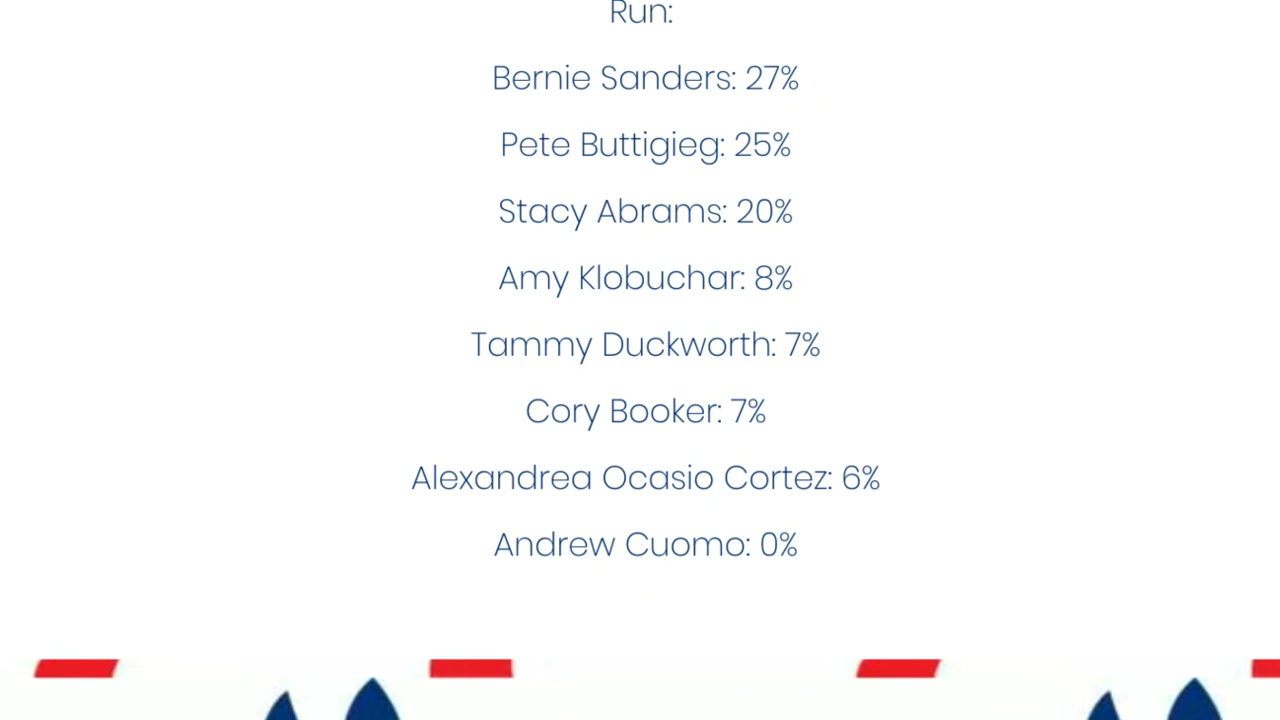 Run:
Bernie Sanders: 27%
Pete Buttigieg: 25%
Stacy Abrams: 20%
Amy Klobuchar: 8%
Tammy Duckworth: 7%
Cory Booker: 7%
Alexandrea Ocasio Cortez: 6%
Andrew Cuomo: 0%